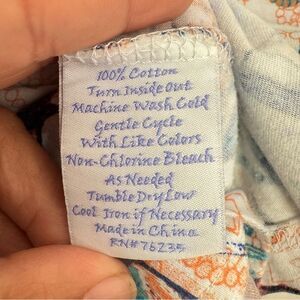 100% Cotton
Turn Inside Out
Machine Wash Cold
Gentle Cycle
With Like Colors
Non-Chlorine Bleach
As Needed
Tumble Dry Low
Cool Iron if Necessary
Made in China
RN# 76235